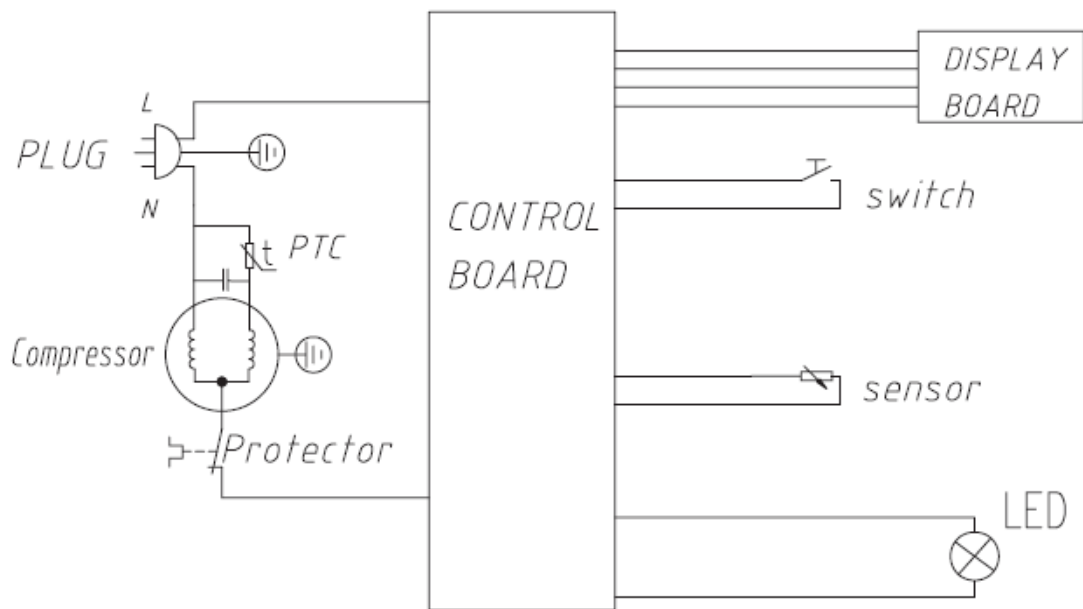 L
PLUG
N
PTC
t
Compressor
Protector
CONTROL
BOARD
DISPLAY
BOARD
switch
sensor
LED